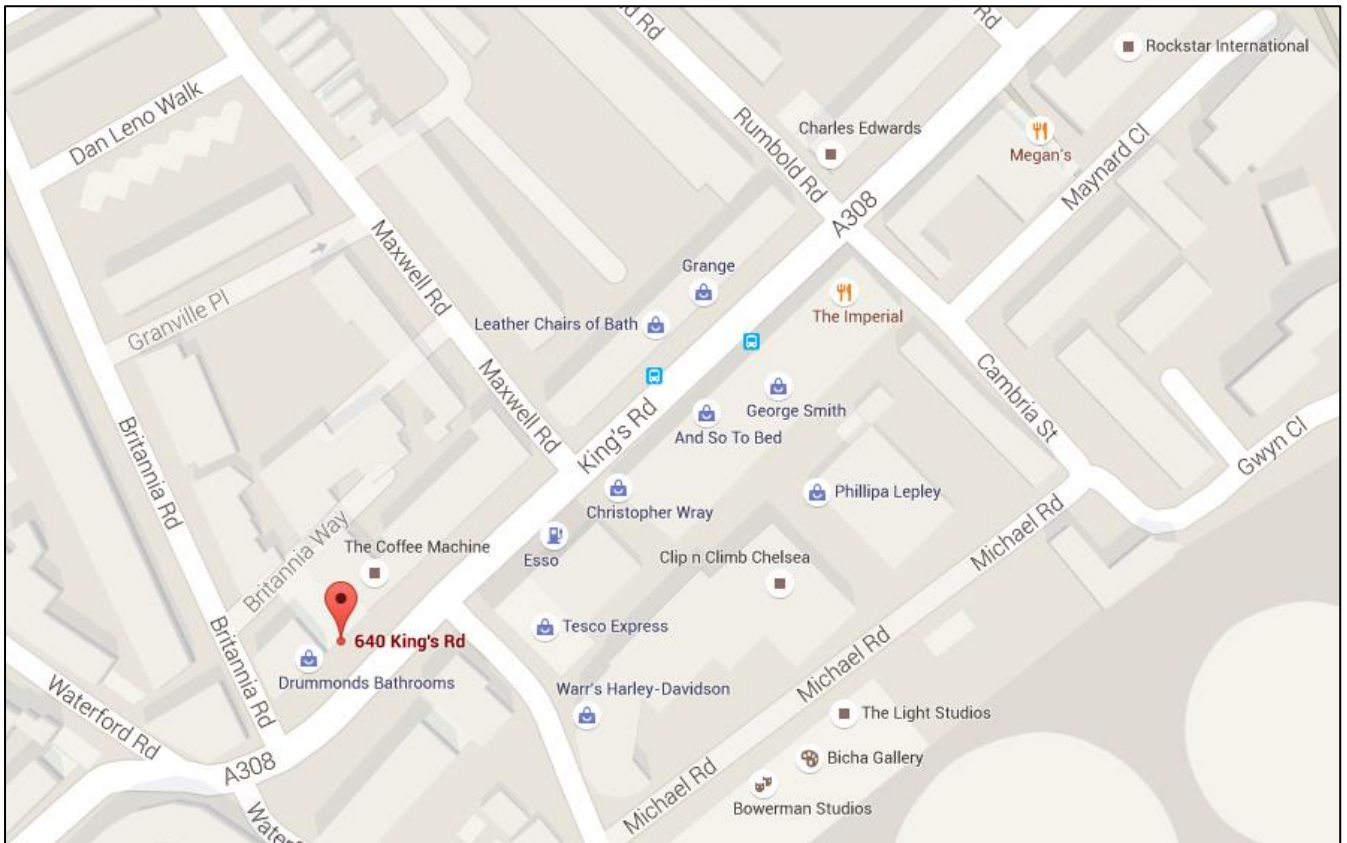 Rd
Rd
Rockstar International
Dan Leno Walk
Rumbold Rd
Charles Edwards
Megan's
Maynard Cl
A308
Maxwell Rd
Grange
Granville Pl
Leather Chairs of Bath
The Imperial
Maxwell Rd
King's Rd
George Smith
And So To Bed
Cambria St
Gwyn Cl
Britannia Rd
Christopher Wray
Phillipa Lepley
Britannia Way
The Coffee Machine
Esso
Clip n Climb Chelsea
Michael Rd
640 King's Rd
Tesco Express
Britannia Rd
Drummonds Bathrooms
Michael Rd
Waterford Rd
Warr's Harley-Davidson
The Light Studios
A308
Bicha Gallery
Michael Rd
Bowerman Studios